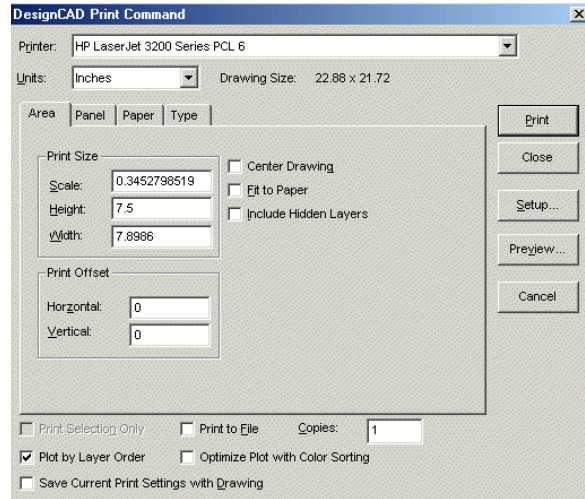 DesignCAD Print Command
Printer: HP LaserJet 3200 Series PCL 6
Units: Inches Drawing Size: 22.88 x 21.72
Area Panel Paper Type
Print
Print Size
Center Drawing
Close
Scale: 0.3452798519
Fit to Paper
Height: 7.5
Include Hidden Layers
Setup...
Width: 7.8986
Preview...
Print Offset
Cancel
Horzontal: 0
Vertical: 0
Print Selection Only Print to File Copies: 1
Plot by Layer Order Optimize Plot with Color Sorting
Save Current Print Settings with Drawing